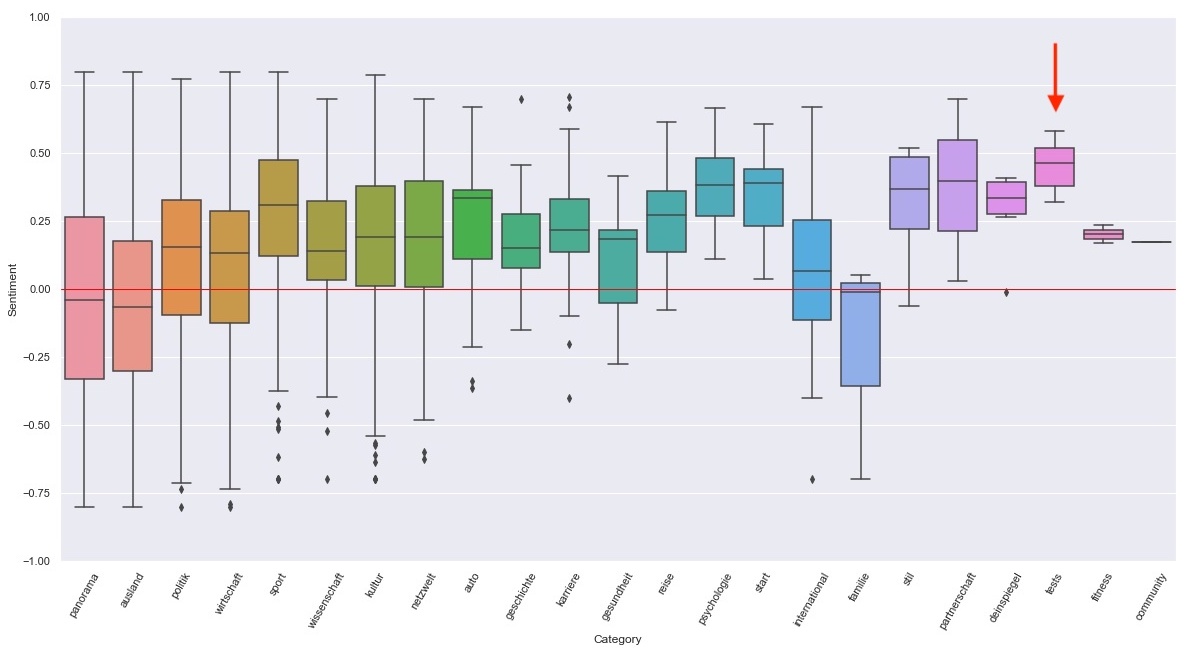 1.00
0.75
0.50
0.25
0.00
−0.25
−0.50
−0.75
−1.00
Sentiment
panorama
ausland
politik
wirtschaft
sport
wissenschaft
kultur
netzwelt
auto
geschichte
karriere
gesundheit
reise
psychologie
start
international
familie
stil
partnerschaft
deinspiegel
tests
fitness
community
Category